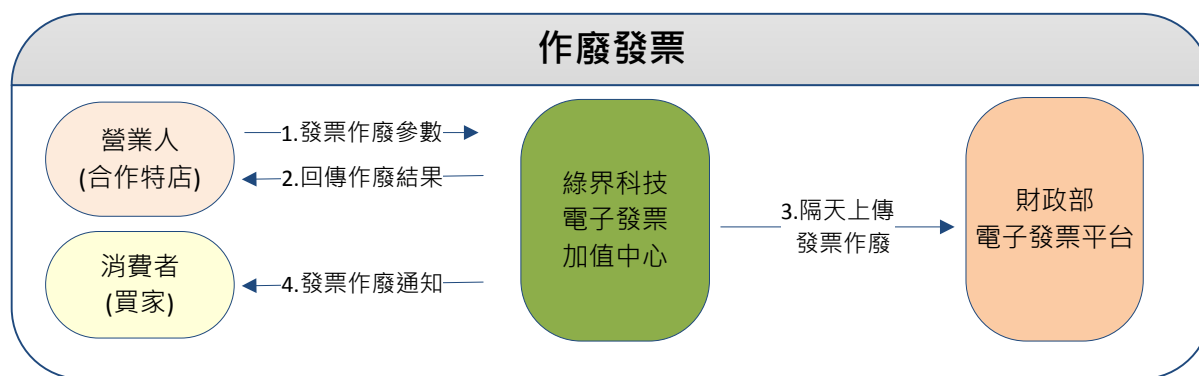 作廢發票
營業人
(合作特店)
1.發票作廢參數
2.回傳作廢結果
消費者
(買家)
4.發票作廢通知
綠界科技
電子發票
加值中心
3.隔天上傳
發票作廢
財政部
電子發票平台